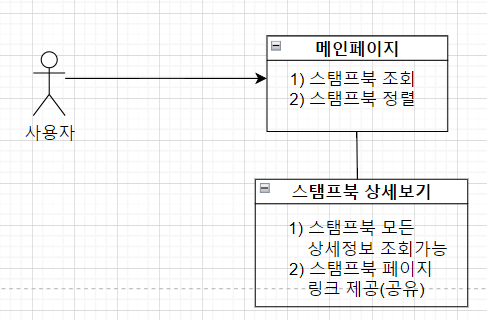 메인페이지
1) 스탬프북 조회
2) 스탬프북 정렬
사용자
스탬프북 상세보기
1) 스탬프북 모든
상세정보 조회가능
2) 스탬프북 페이지
링크 제공(공유)